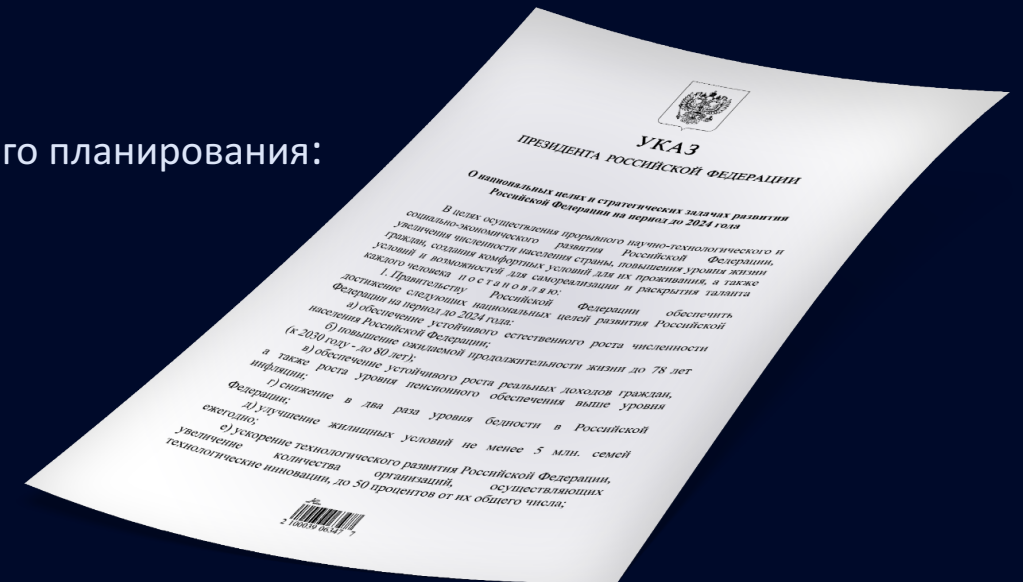 го планирования:
УКАЗ
ПРЕЗИДЕНТА РОССИЙСКОЙ ФЕДЕРАЦИИ
О национальных целях и стратегических задачах развития
Российской Федерации на период до 2024 года
В целях осуществления прорывного научно-технологического и
социально-экономического развития Российской Федерации,
увеличения численности населения страны, повышения уровня жизни
граждан, создания комфортных условий для их проживания, а также
условий и возможностей для самореализации и раскрытия таланта
каждого человека п о с т а н о в л я ю:
1. Правительству Российской Федерации обеспечить
достижение следующих национальных целей развития Российской
Федерации на период до 2024 года:
а) обеспечение устойчивого естественного роста численности
населения Российской Федерации;
б) повышение ожидаемой продолжительности жизни до 78 лет
(к 2030 году - до 80 лет);
в) обеспечение устойчивого роста реальных доходов граждан,
а также роста уровня пенсионного обеспечения выше уровня
инфляции;
г) снижение в два раза уровня бедности в Российской
Федерации;
д) улучшение жилищных условий не менее 5 млн. семей
ежегодно;
е) ускорение технологического развития Российской Федерации,
увеличение количества организаций, осуществляющих
технологические инновации, до 50 процентов от их общего числа;
2 100039 06347 7